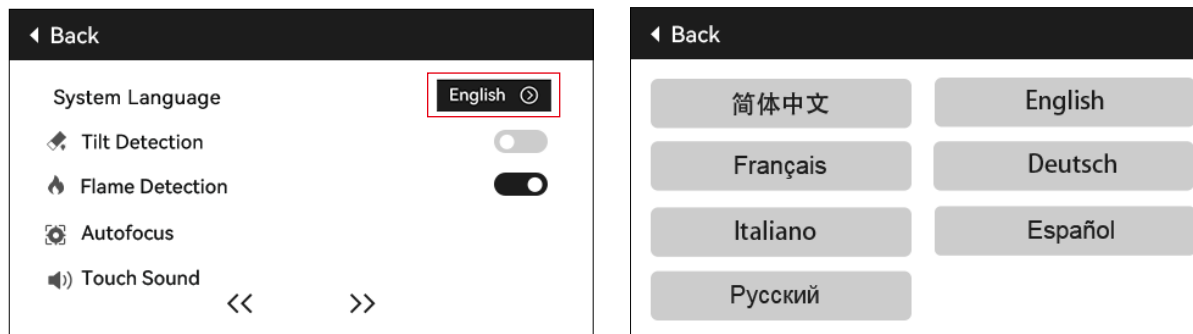 Back
System Language
English
Tilt Detection
Flame Detection
Autofocus
Touch Sound
<< >>
Back
简体中文
English
Français
Deutsch
Italiano
Español
Русский